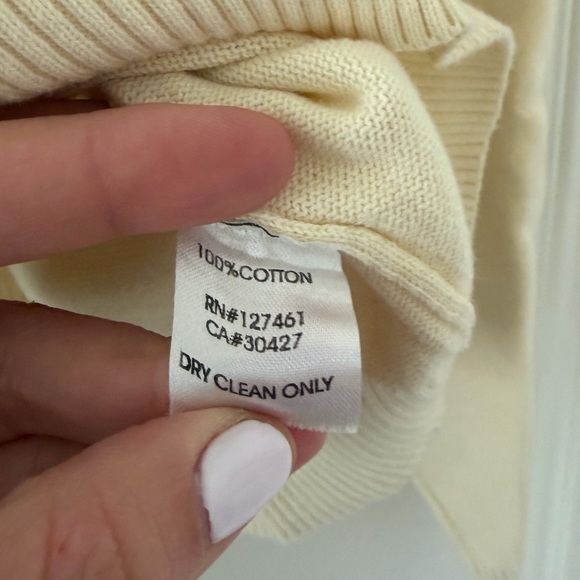 100%COTTON
RN#127461
CA#30427
DRY CLEAN ONLY